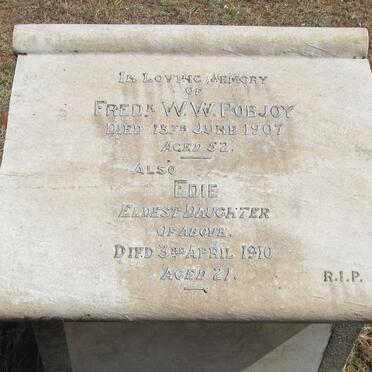 In Loving Memory
of
Fredk W. W. Pobjoy
Died 13th June 1907
Aged 52.
Also
Edie
Eldest Daughter
of Above.
Died 3rd April 1910
Aged 21.
R.I.P.